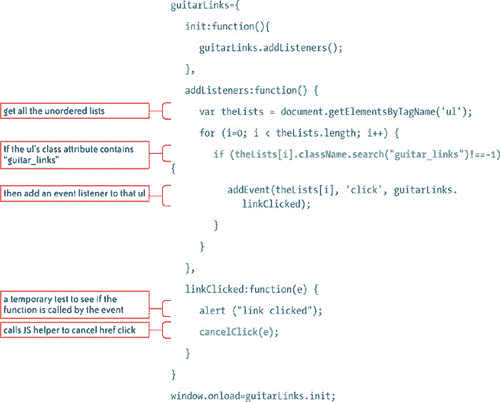 guitarLinks={
init:function(){
guitarLinks.addListeners();
},
addListeners:function() {
get all the unordered lists
var theLists = document.getElementsByTagName('ul');
for (i=0; i < theLists.length; i++) {
If the ul's class attribute contains
"guitar_links"
if (theLists[i].className.search("guitar_links")!==-1)
{
then add an event listener to that ul
addEvent(theLists[i], 'click', guitarLinks.
linkClicked);
}
}
},
linkClicked:function(e) {
a temporary test to see if the
function is called by the event
alert ("link clicked");
calls JS helper to cancel href click
cancelClick(e);
}
}
window.onload=guitarLinks.init;